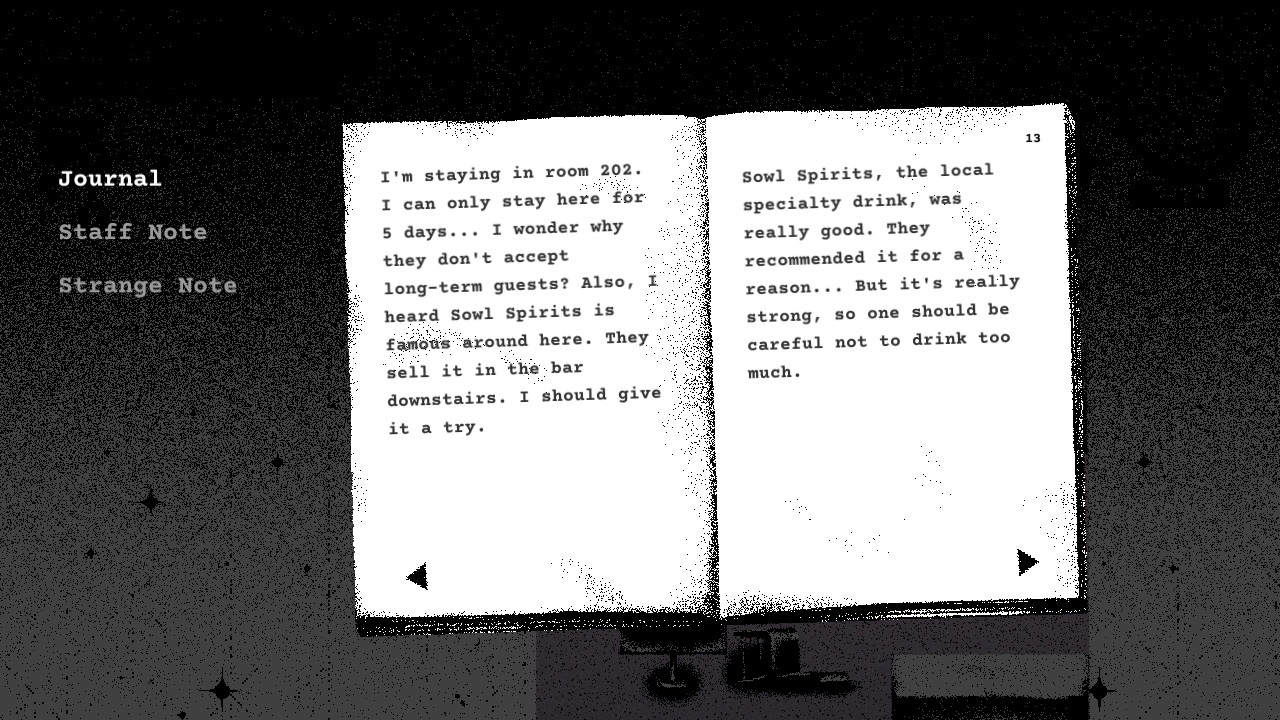 Journal
Staff Note
Strange Note
I'm staying in room 202.
I can only stay here for
5 days... I wonder why
they don't accept
long-term guests? Also, I
heard Sowl Spirits is
famous around here. They
sell it in the bar
downstairs. I should give
it a try.
13
Sowl Spirits, the local
specialty drink, was
really good. They
recommended it for a
reason... But it's really
strong, so one should be
careful not to drink too
much.